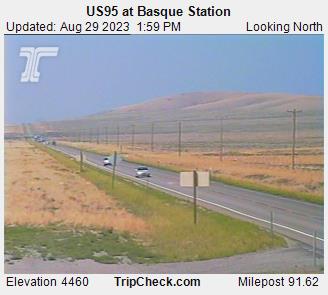 US95 at Basque Station
Updated: Aug 29 2023 1:59 PM Looking North
Elevation 4460 TripCheck.com Milepost 91.62